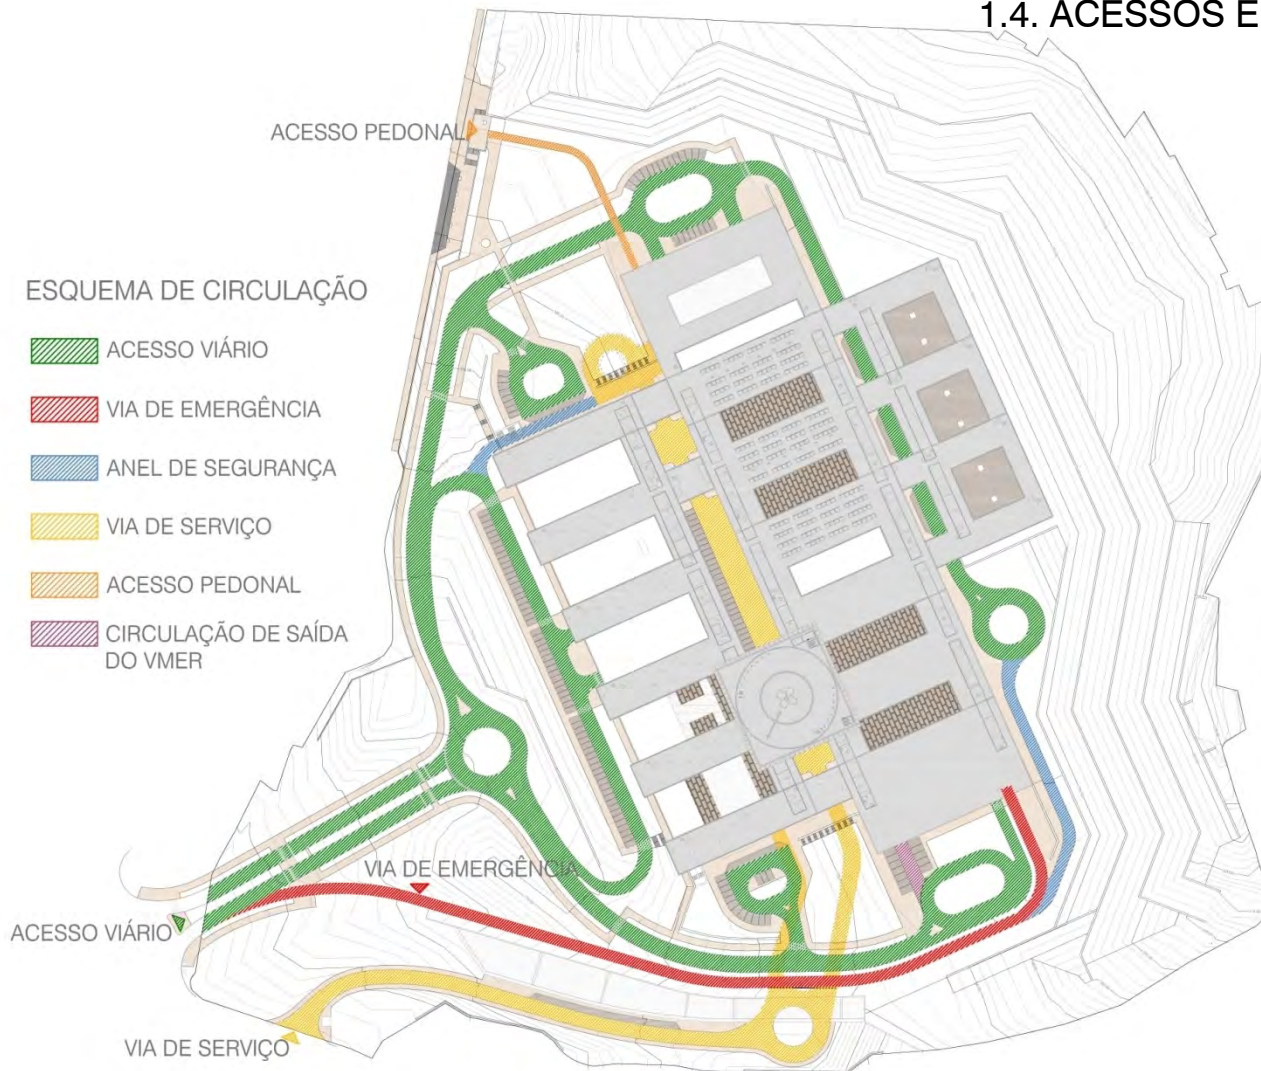 1.4. ACESSOS E
ACESSO PEDONAL
ESQUEMA DE CIRCULAÇÃO
ACESSO VIÁRIO
VIA DE EMERGÊNCIA
ANEL DE SEGURANÇA
VIA DE SERVIÇO
ACESSO PEDONAL
CIRCULAÇÃO DE SAÍDA
DO VMER
VIA DE EMERGÊNCIA
ACESSO VIÁRIO
VIA DE SERVIÇO